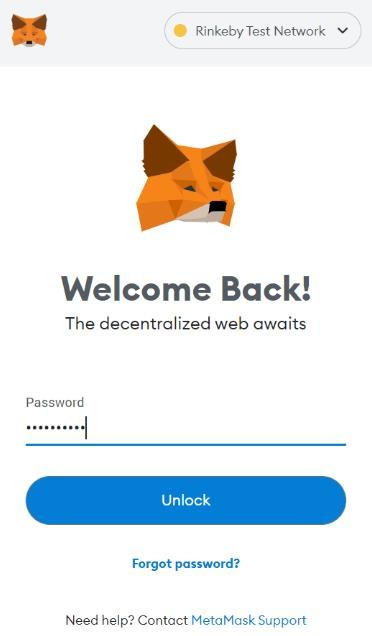 Rinkeby Test Network
Welcome Back!
The decentralized web awaits
Password
••••••••••
Unlock
Forgot password?
Need help? Contact MetaMask Support